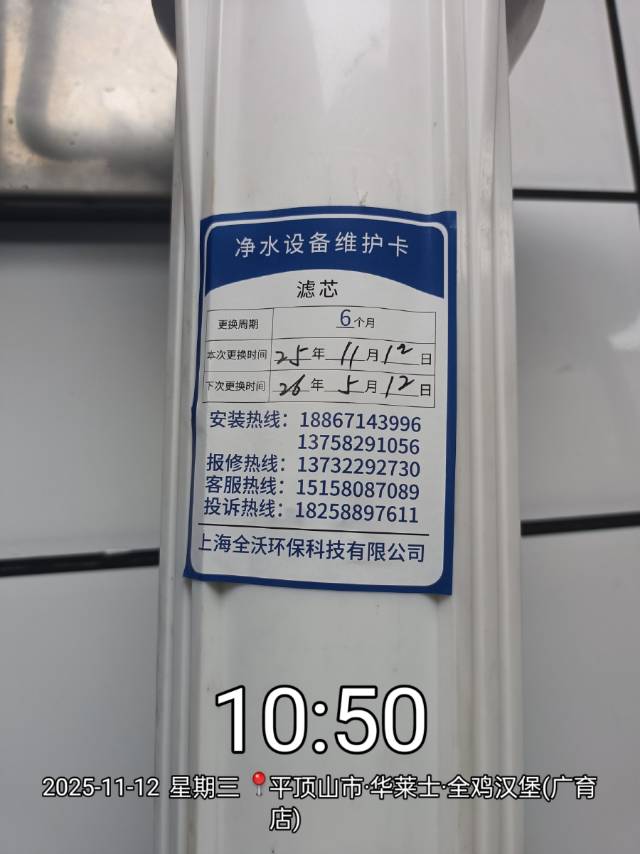 净水设备维护卡
滤芯
更换周期 6个月
本次更换时间 25年11月12日
下次更换时间 26年5月12日
安装热线：18867143996
13758291056
报修热线：13732292730
客服热线：15158087089
投诉热线：18258897611
上海全沃环保科技有限公司
10:50
2025-11-12 星期三 📍平顶山市·华莱士·全鸡汉堡(广育
店)